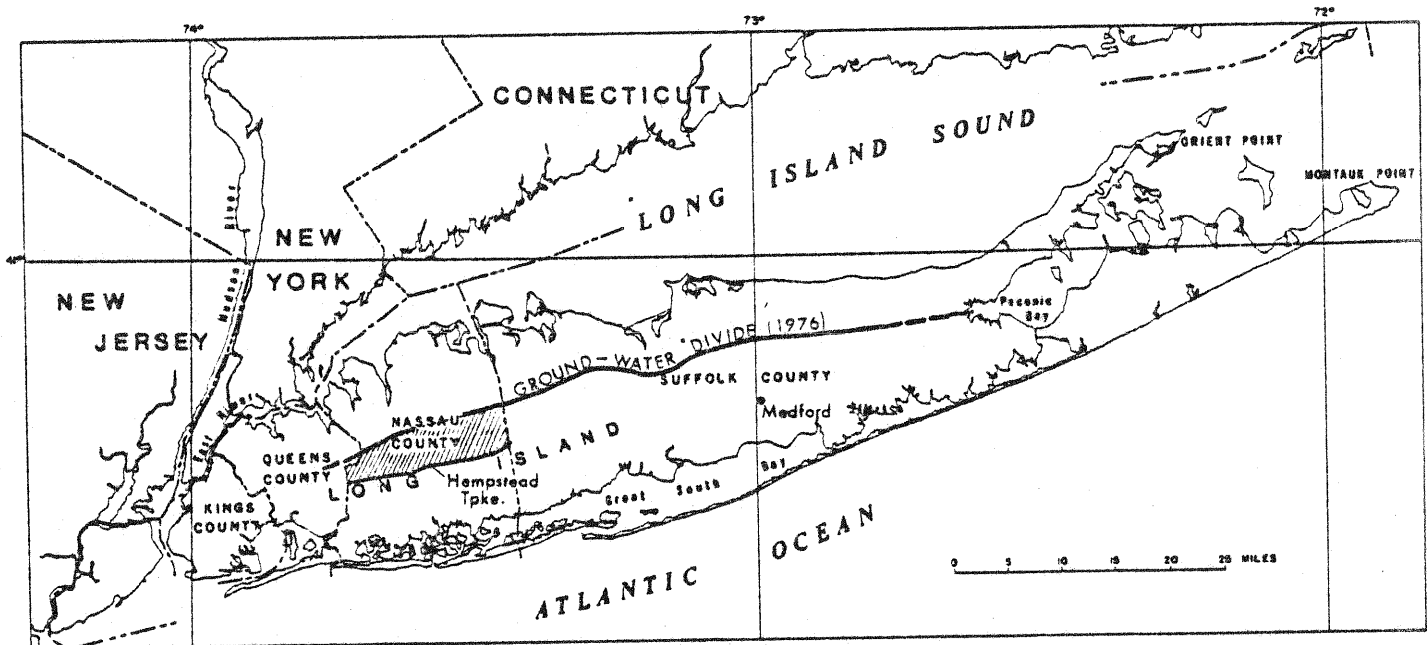 74°
73°
72°
CONNECTICUT
LONG ISLAND SOUND
ORIENT POINT
MONTAUK POINT
Hudson River
NEW YORK
41°
NEW JERSEY
Peconic Bay
GROUND-WATER DIVIDE (1976)
SUFFOLK COUNTY
Medford
East River
NASSAU COUNTY
QUEENS COUNTY
LONG ISLAND
Hempstead Tpke.
KINGS COUNTY
Great South Bay
ATLANTIC OCEAN
0 5 10 15 20 25 MILES